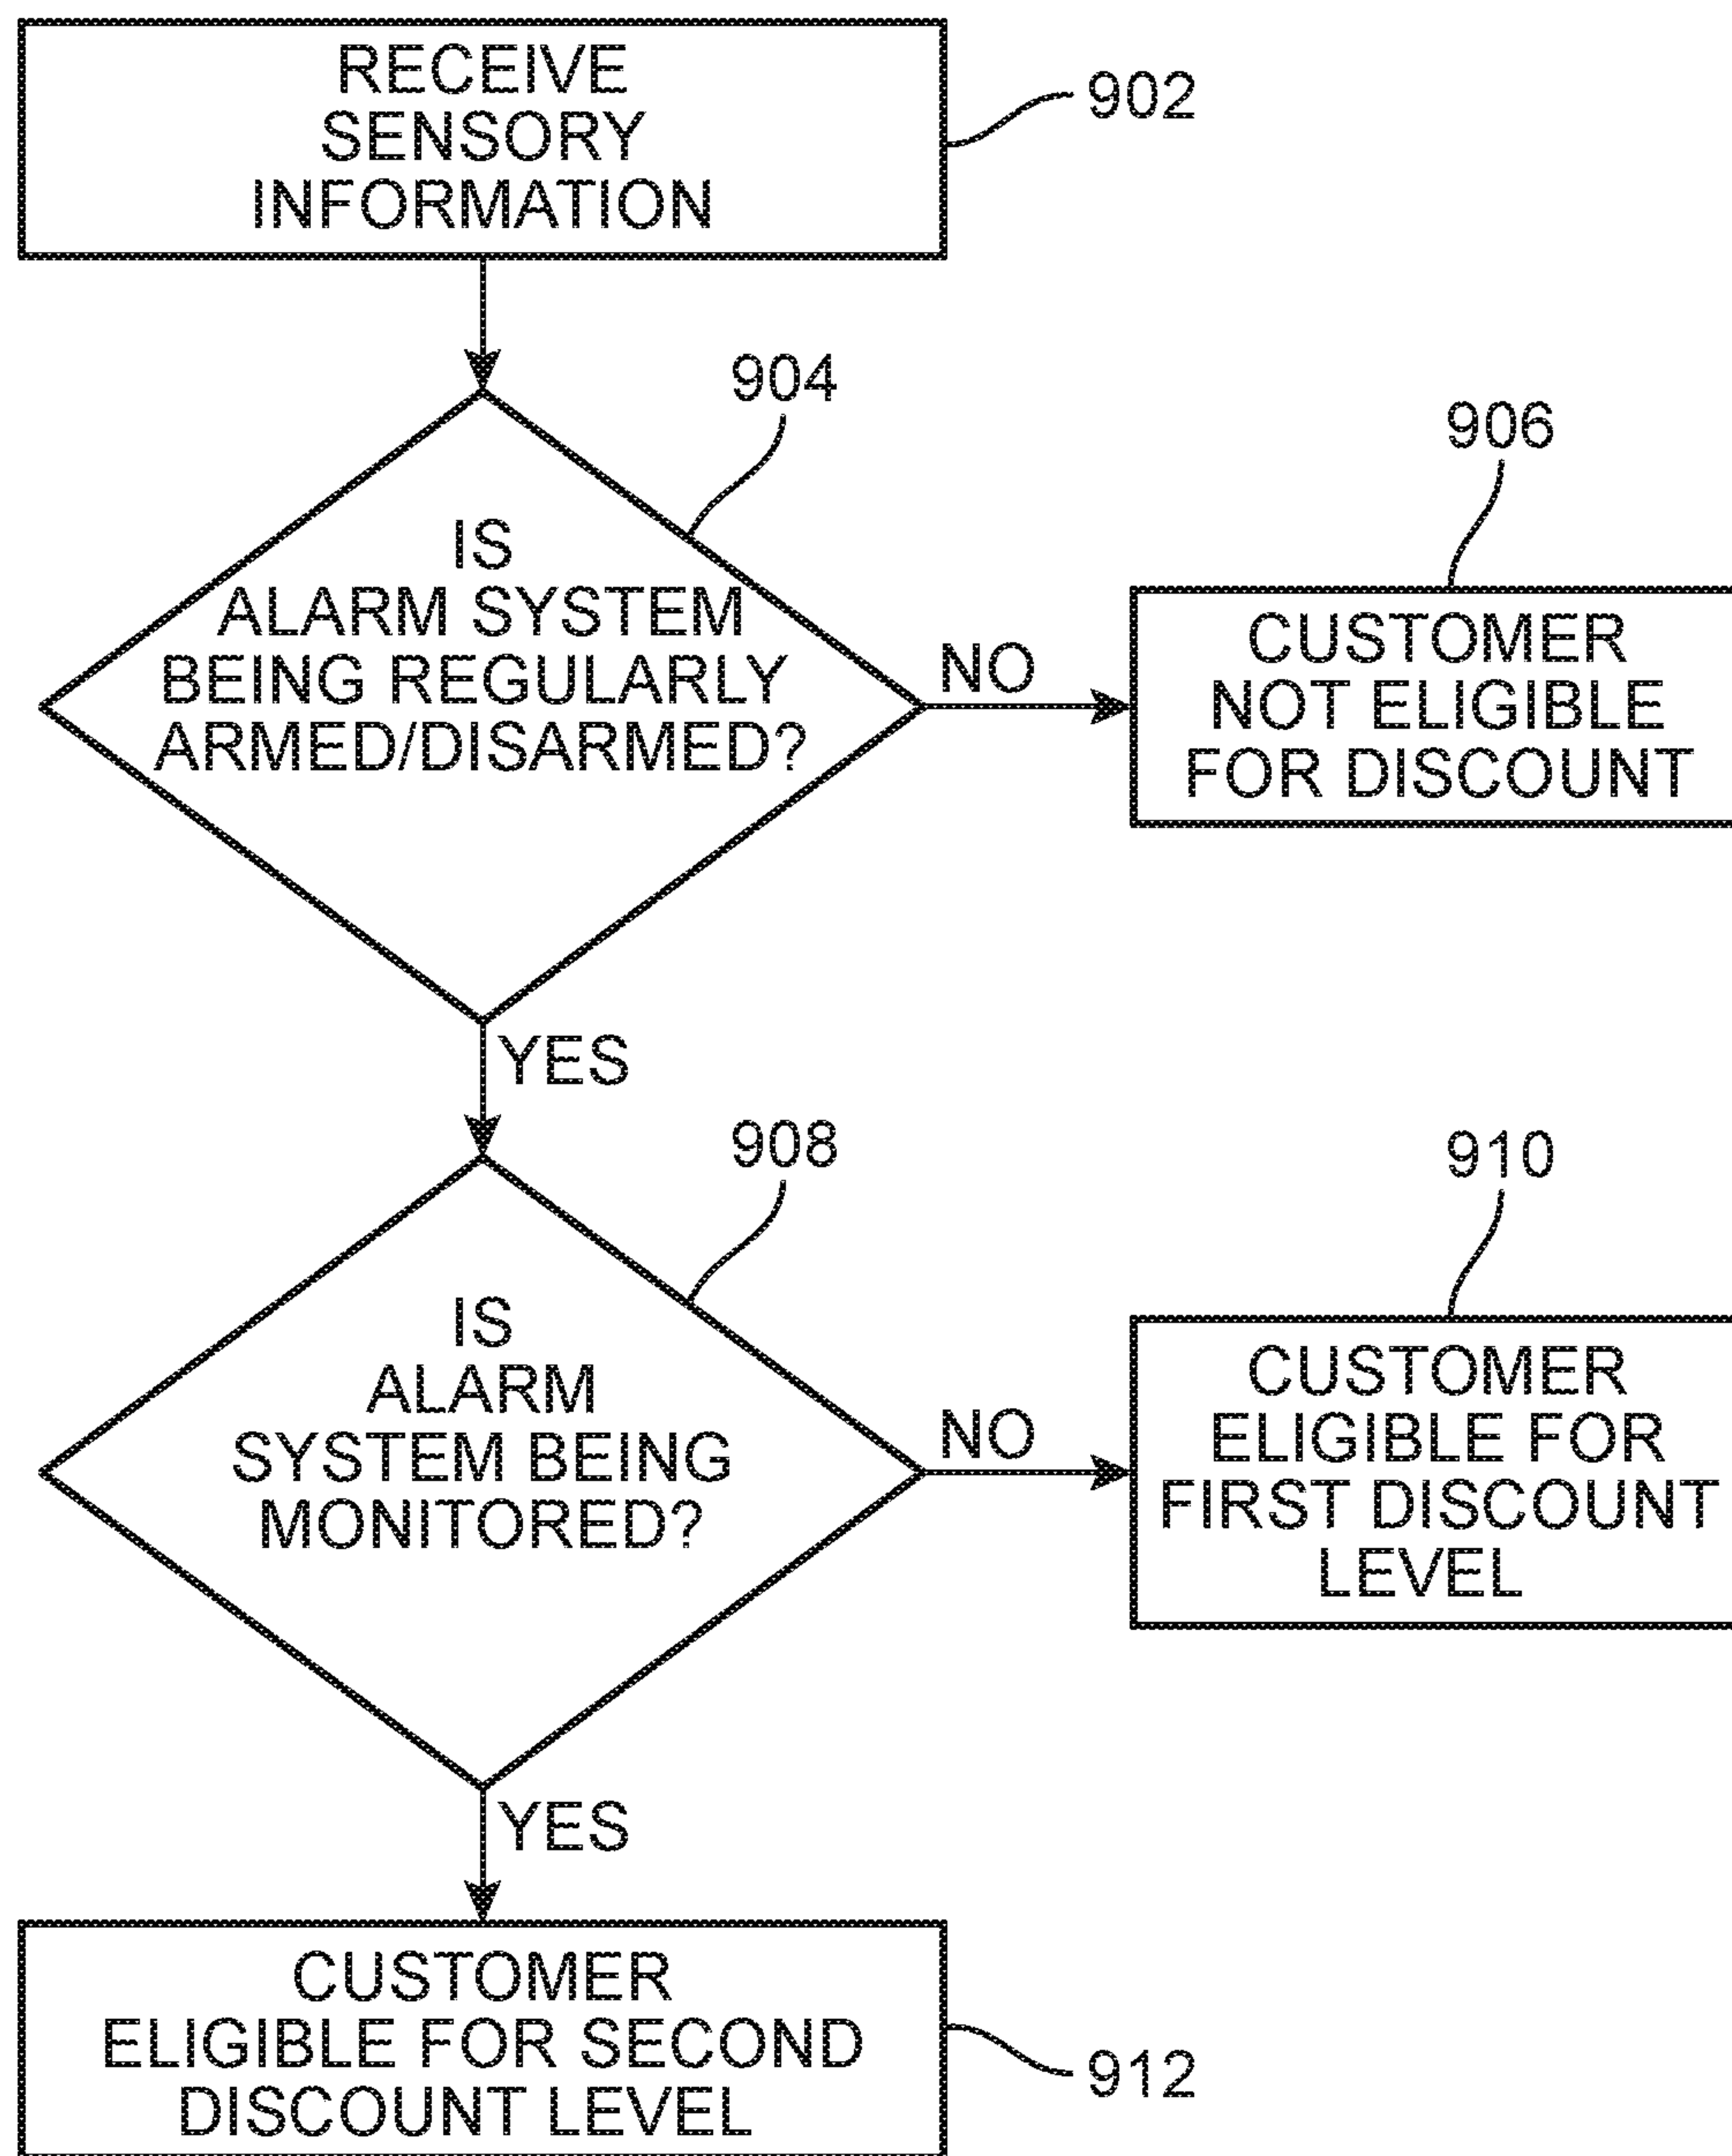 RECEIVE
SENSORY
INFORMATION
902
904
IS
ALARM SYSTEM
BEING REGULARLY
ARMED/DISARMED?
NO
906
CUSTOMER
NOT ELIGIBLE
FOR DISCOUNT
YES
908
IS
ALARM
SYSTEM BEING
MONITORED?
NO
910
CUSTOMER
ELIGIBLE FOR
FIRST DISCOUNT
LEVEL
YES
CUSTOMER
ELIGIBLE FOR SECOND
DISCOUNT LEVEL
912